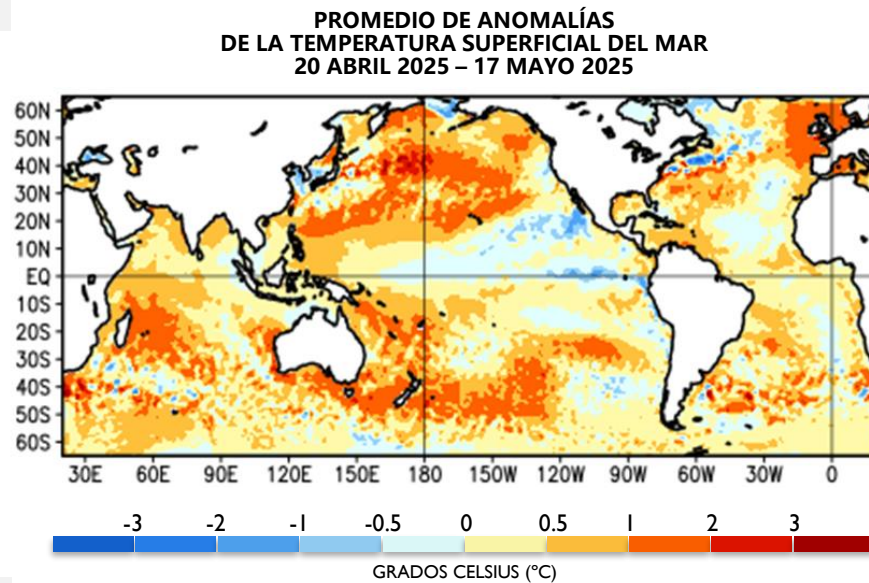 PROMEDIO DE ANOMALÍAS
DE LA TEMPERATURA SUPERFICIAL DEL MAR
20 ABRIL 2025 – 17 MAYO 2025
60N
50N
40N
30N
20N
10N
EQ
10S
20S
30S
40S
50S
60S
30E 60E 90E 120E 150E 180 150W 120W 90W 60W 30W 0
-3 -2 -1 -0.5 0 0.5 1 2 3
GRADOS CELSIUS (°C)